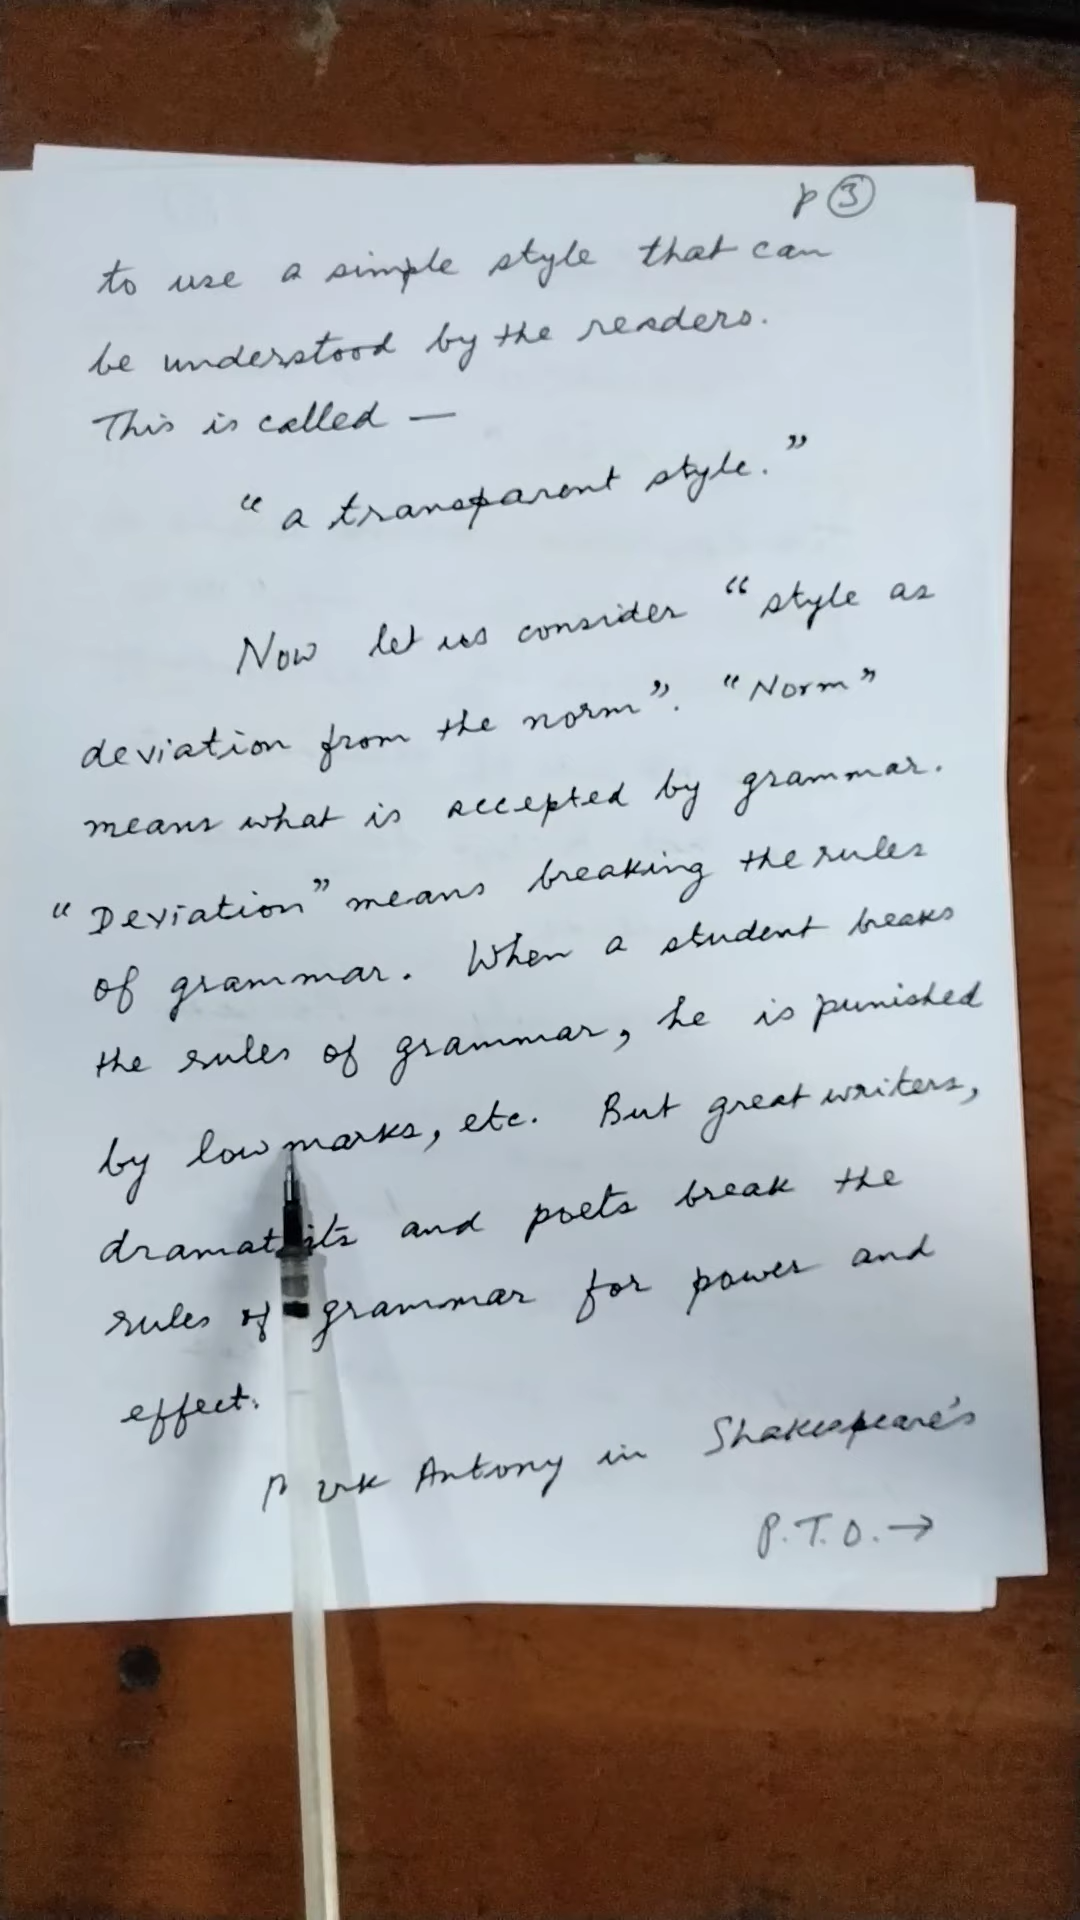 p 3
to use a simple style that can
be understood by the readers.
This is called —
“a transparent style.”
Now let us consider “style as
deviation from the norm”. “Norm”
means what is accepted by grammar.
“Deviation” means breaking the rules
of grammar. When a student breaks
the rules of grammar, he is punished
by low marks, etc. But great writers,
dramatists and poets break the
rules of grammar for power and
effect.
Mark Antony in Shakespeare's
P.T.O. →